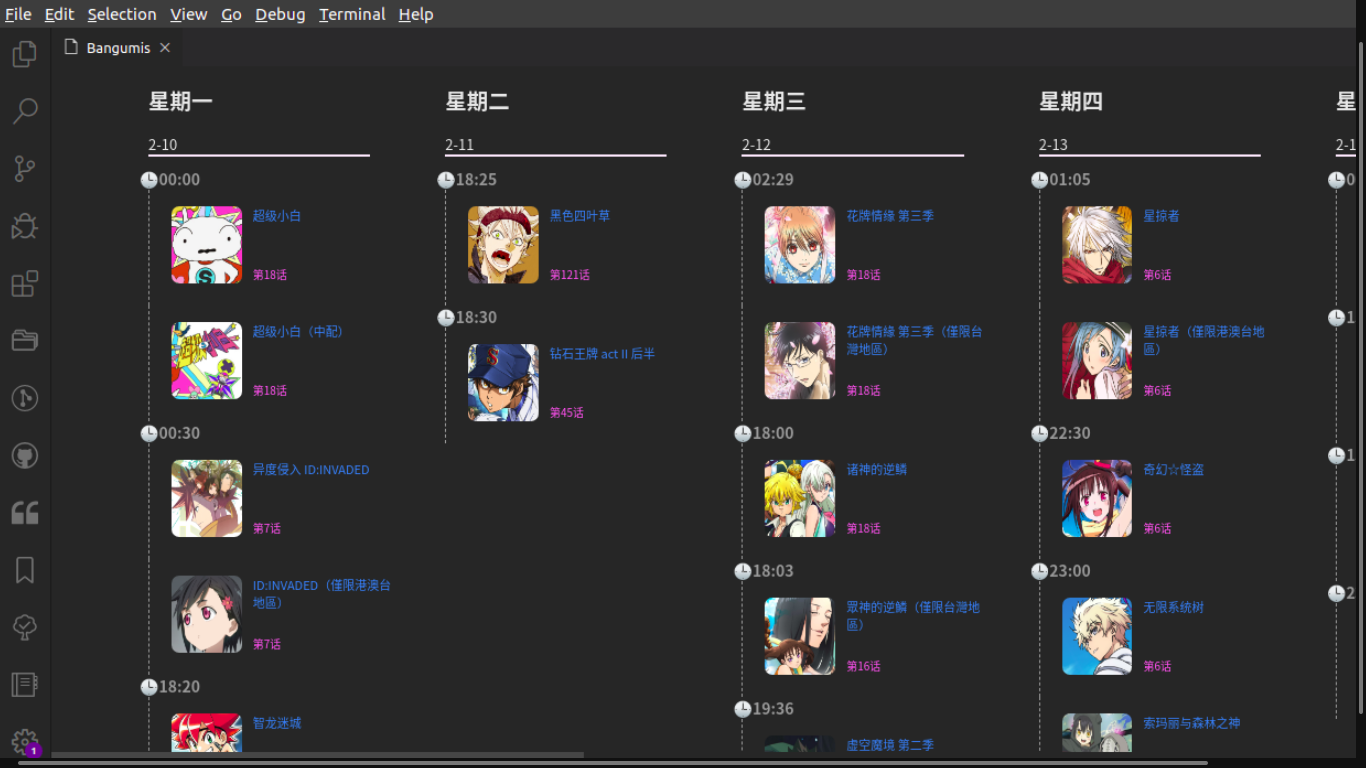 File Edit Selection View Go Debug Terminal Help
Bangumis
星期一
2-10
00:00
超级小白
第18话
超级小白（中配）
第18话
00:30
异度侵入 ID:INVADED
第7话
ID:INVADED（僅限港澳台
地區）
第7话
18:20
智龙迷城
星期二
2-11
18:25
黑色四叶草
第121话
18:30
钻石王牌 act II 后半
第45话
星期三
2-12
02:29
花牌情缘 第三季
第18话
花牌情缘 第三季（僅限台
灣地區）
第18话
18:00
诸神的逆鳞
第18话
18:03
眾神的逆鱗（僅限台灣地
區）
第16话
19:36
虚空魔境 第二季
星期四
2-13
01:05
星掠者
第6话
星掠者（僅限港澳台地
區）
第6话
22:30
奇幻☆怪盗
第6话
23:00
无限系统树
第6话
索玛丽与森林之神
星
2-1
0
1
1
2
1